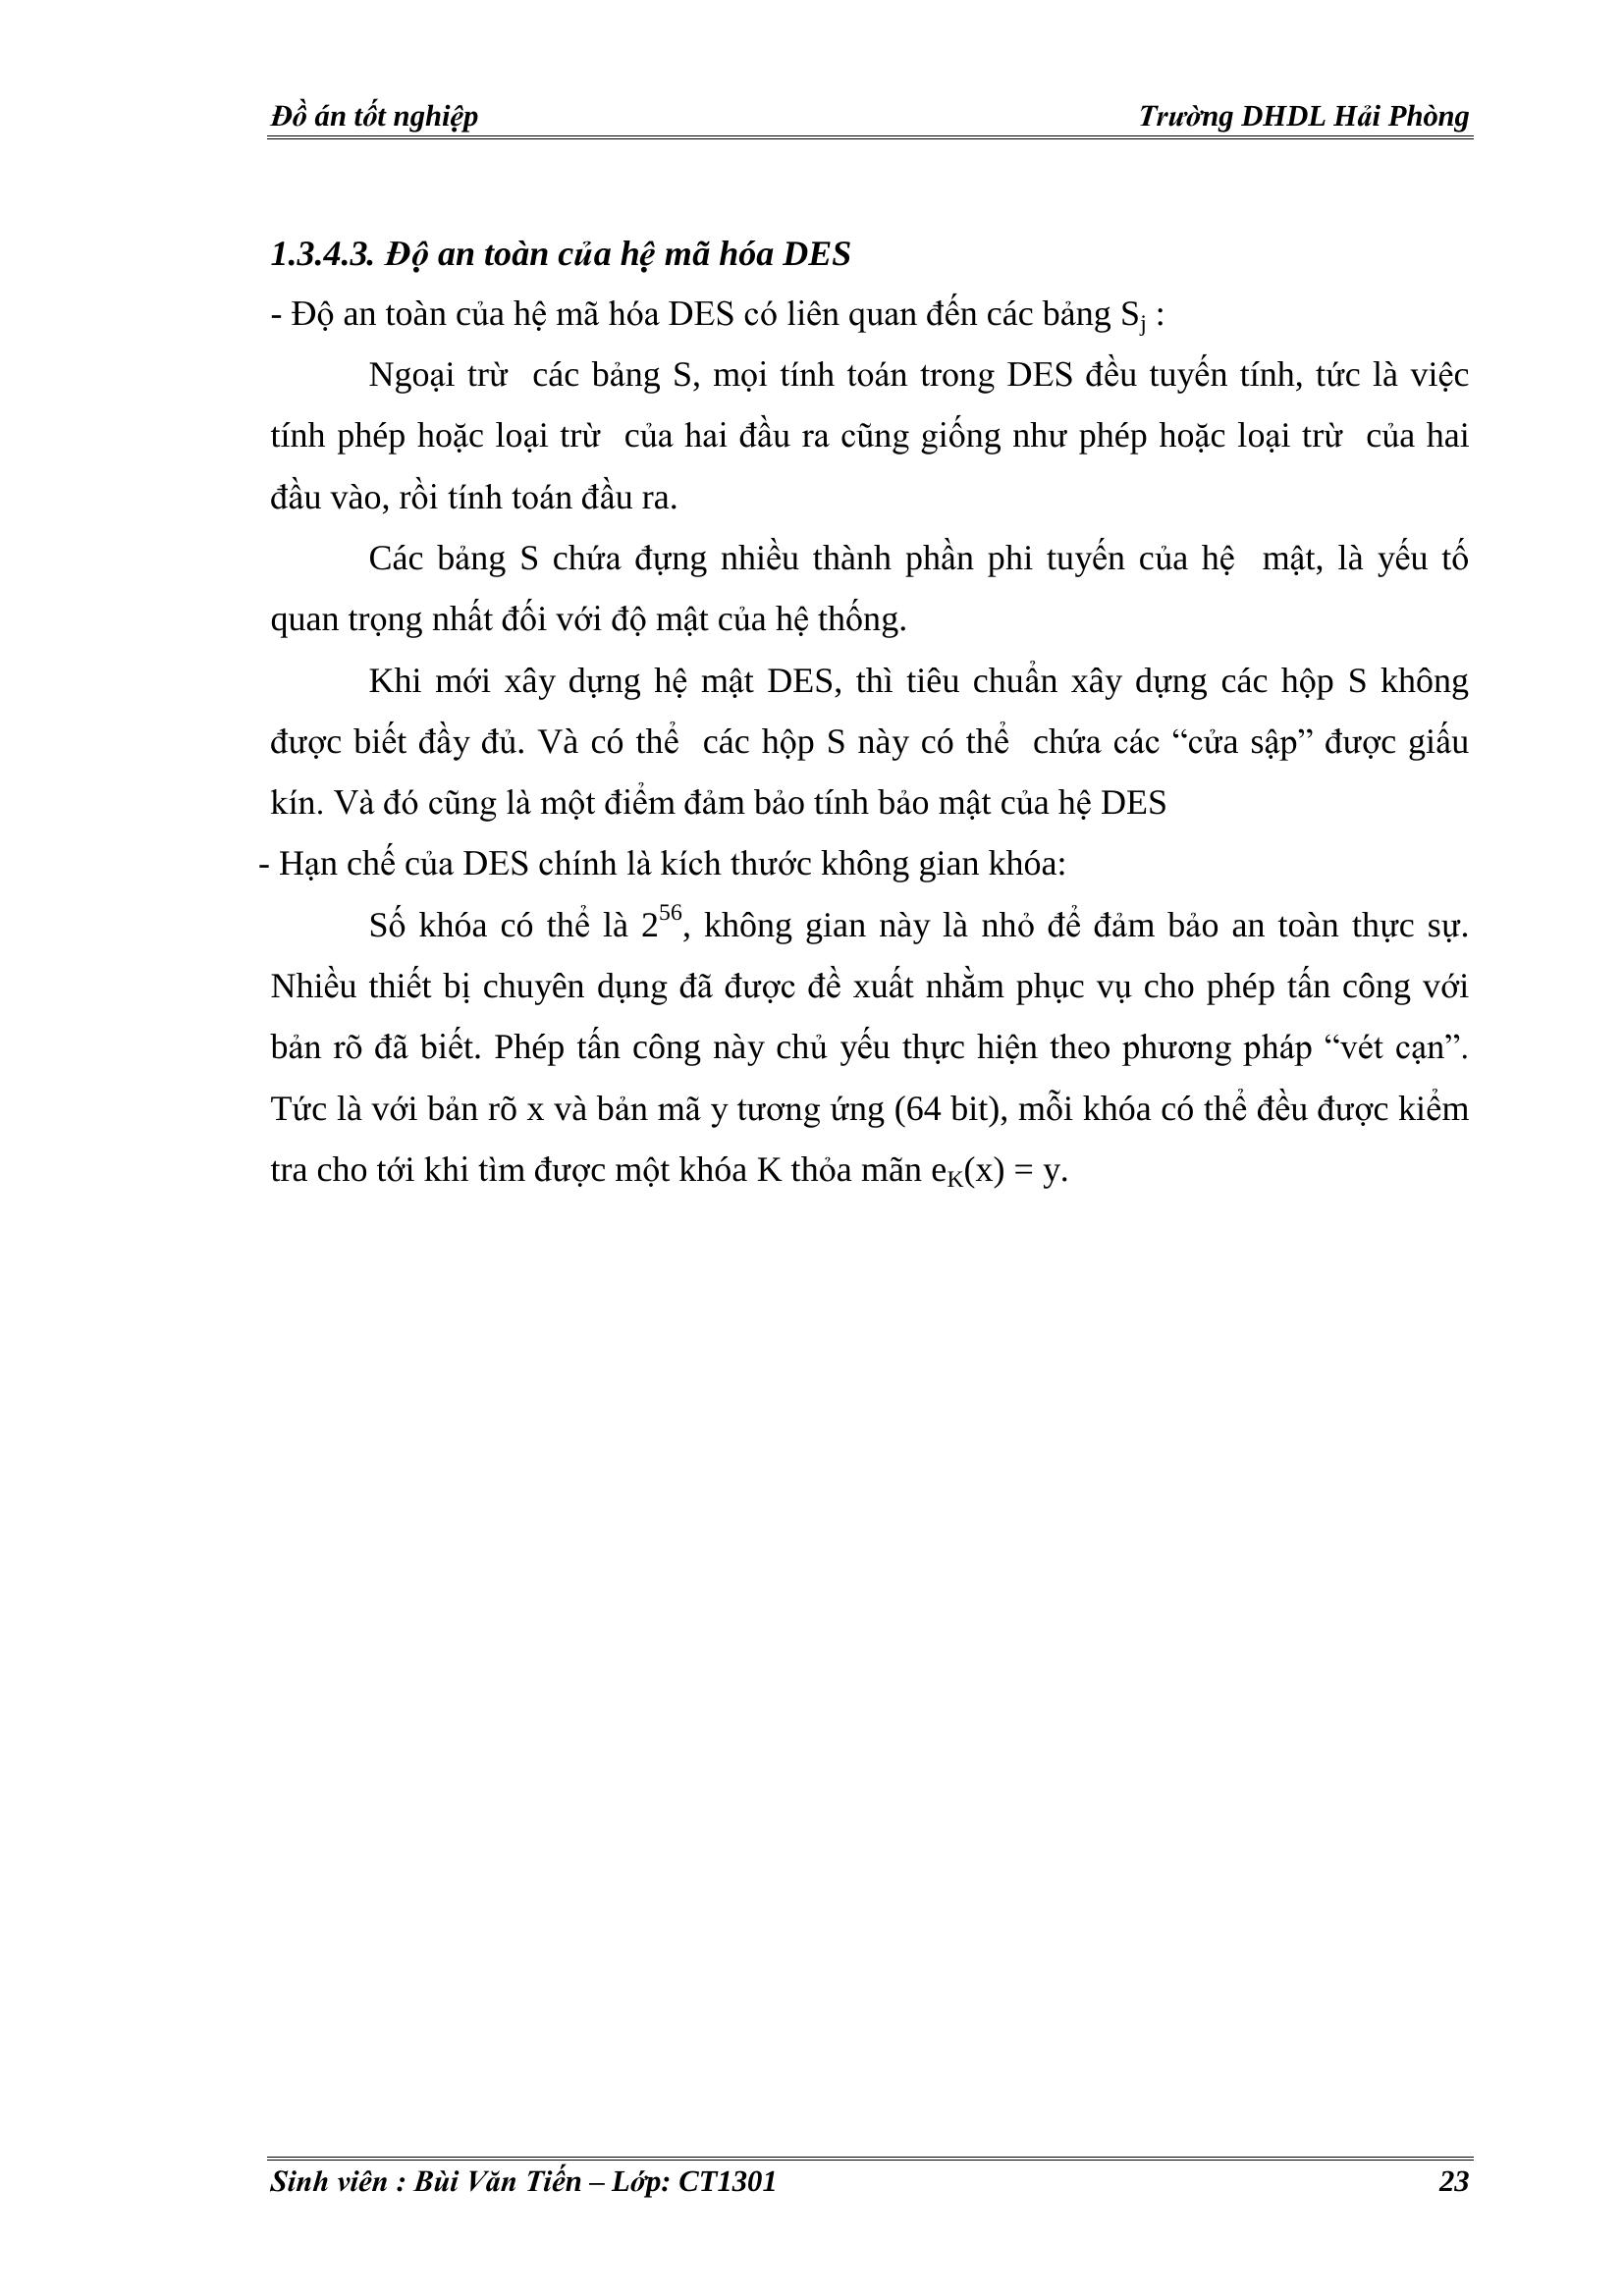 Đồ án tốt nghiệp Trường DHDL Hải Phòng
1.3.4.3. Độ an toàn của hệ mã hóa DES
- Độ an toàn của hệ mã hóa DES có liên quan đến các bảng Sj :
Ngoại trừ các bảng S, mọi tính toán trong DES đều tuyến tính, tức là việc
tính phép hoặc loại trừ của hai đầu ra cũng giống như phép hoặc loại trừ của hai
đầu vào, rồi tính toán đầu ra.
Các bảng S chứa đựng nhiều thành phần phi tuyến của hệ mật, là yếu tố
quan trọng nhất đối với độ mật của hệ thống.
Khi mới xây dựng hệ mật DES, thì tiêu chuẩn xây dựng các hộp S không
được biết đầy đủ. Và có thể các hộp S này có thể chứa các “cửa sập” được giấu
kín. Và đó cũng là một điểm đảm bảo tính bảo mật của hệ DES
- Hạn chế của DES chính là kích thước không gian khóa:
Số khóa có thể là 2^56, không gian này là nhỏ để đảm bảo an toàn thực sự.
Nhiều thiết bị chuyên dụng đã được đề xuất nhằm phục vụ cho phép tấn công với
bản rõ đã biết. Phép tấn công này chủ yếu thực hiện theo phương pháp “vét cạn”.
Tức là với bản rõ x và bản mã y tương ứng (64 bit), mỗi khóa có thể đều được kiểm
tra cho tới khi tìm được một khóa K thỏa mãn eK(x) = y.
Sinh viên : Bùi Văn Tiến – Lớp: CT1301 23